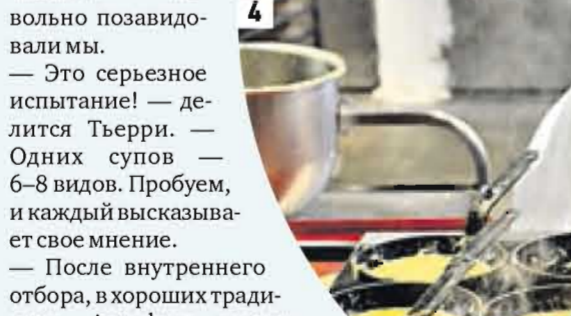 вольно позавидо-
вали мы.
— Это серьезное
испытание! — де-
лится Тьерри. —
Одних супов —
6–8 видов. Пробуем,
и каждый высказыва-
ет свое мнение.
— После внутреннего
отбора, в хороших тради-
4